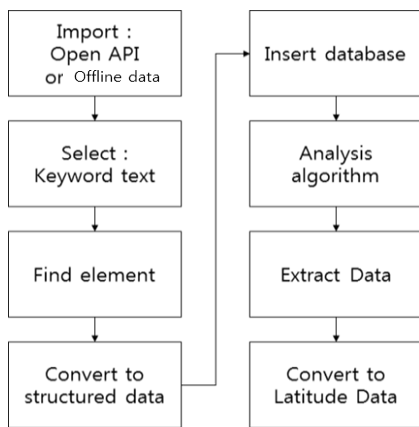 Import :
Open API
or Offline data
Select :
Keyword text
Find element
Convert to
structured data
Insert database
Analysis
algorithm
Extract Data
Convert to
Latitude Data